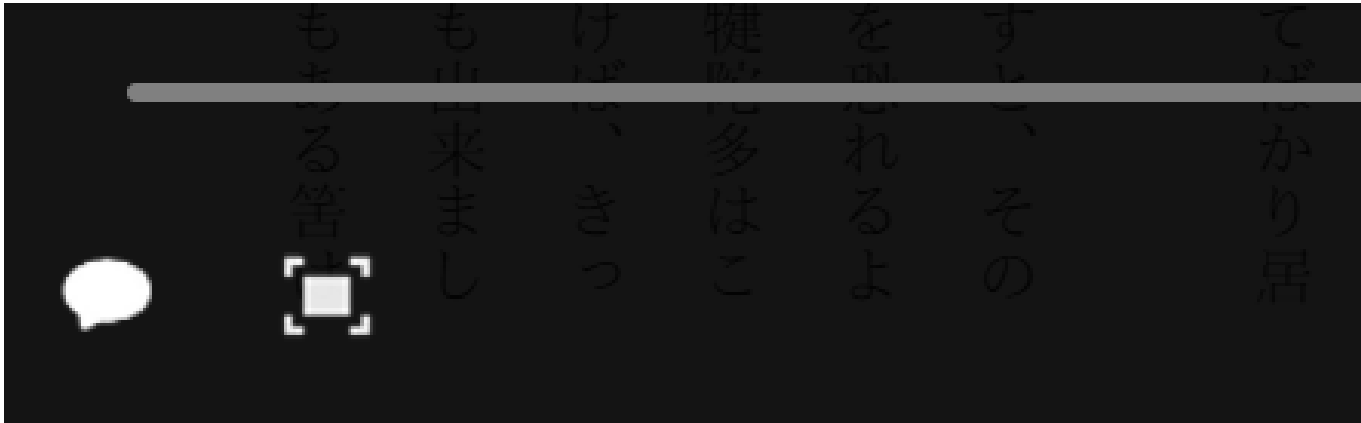 てばかり居
すと、その
を恐れるよ
犍陀多はこ
けば、きっ
も出来まし
もある筈